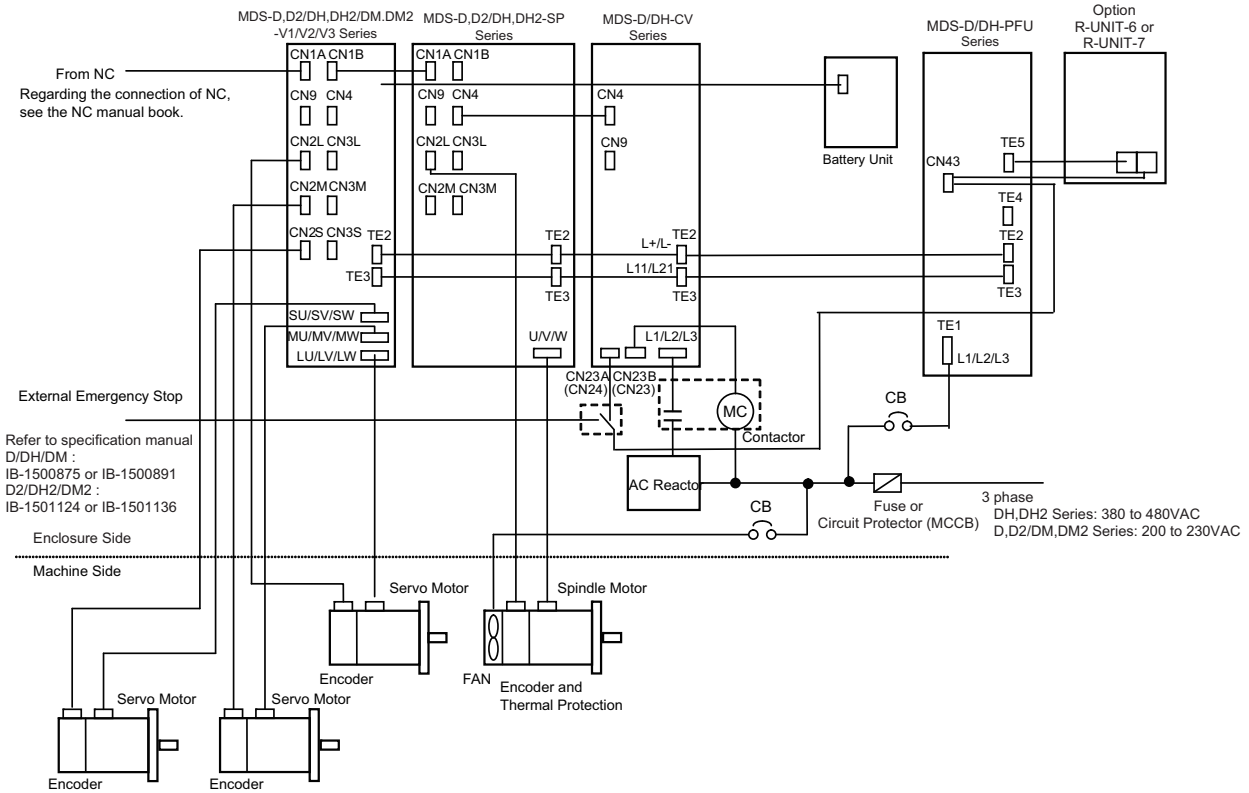 MDS-D,D2/DH,DH2/DM.DM2
-V1/V2/V3 Series
MDS-D,D2/DH,DH2-SP
Series
MDS-D/DH-CV
Series
MDS-D/DH-PFU
Series
Option
R-UNIT-6 or
R-UNIT-7
CN1A CN1B
CN1A CN1B
From NC
Regarding the connection of NC,
see the NC manual book.
CN9 CN4
CN9 CN4
CN4
CN2L CN3L
CN2L CN3L
CN9
Battery Unit
CN43
TE5
CN2M CN3M
CN2M CN3M
TE4
CN2S CN3S
TE2
TE2
L+/L-
TE2
TE2
TE3
L11/L21
TE3
TE3
TE3
SU/SV/SW
MU/MV/MW
LU/LV/LW
U/V/W
L1/L2/L3
TE1
L1/L2/L3
CN23A CN23B
(CN24) (CN23)
External Emergency Stop
MC
Contactor
CB
Refer to specification manual
D/DH/DM :
IB-1500875 or IB-1500891
D2/DH2/DM2 :
IB-1501124 or IB-1501136
AC Reactor
Fuse or
Circuit Protector (MCCB)
3 phase
DH,DH2 Series: 380 to 480VAC
D,D2/DM,DM2 Series: 200 to 230VAC
CB
Enclosure Side
Machine Side
Servo Motor
Spindle Motor
Encoder
FAN
Encoder and
Thermal Protection
Servo Motor
Servo Motor
Encoder
Encoder